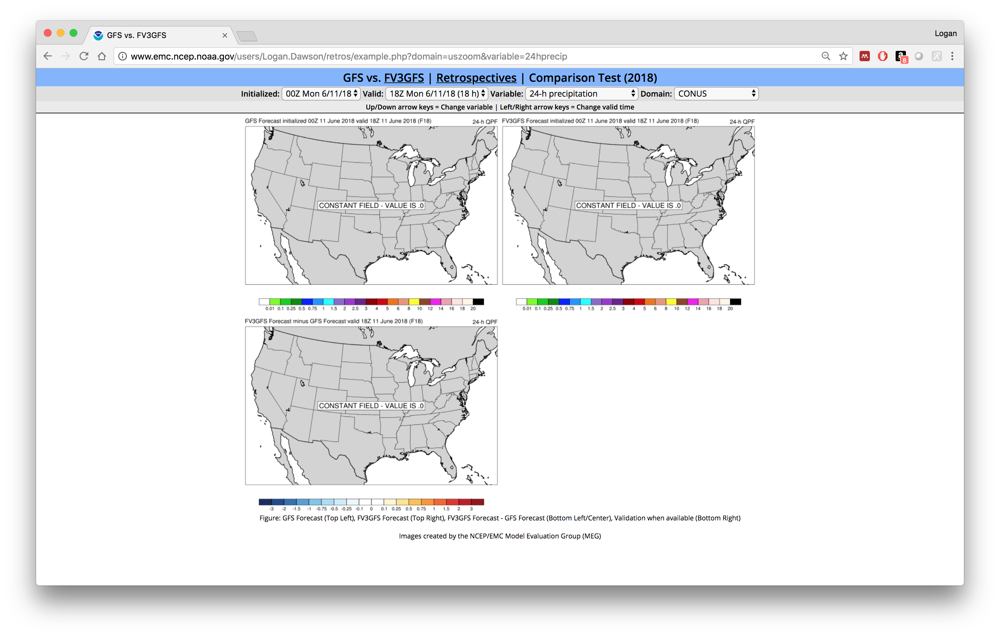 GFS vs. FV3GFS
Logan
www.emc.ncep.noaa.gov/users/Logan.Dawson/retros/example.php?domain=uszoom&variable=24hprecip
8
GFS vs. FV3GFS | Retrospectives | Comparison Test (2018)
Initialized: 00Z Mon 6/11/18 Valid: 18Z Mon 6/11/18 (18 h) Variable: 24-h precipitation Domain: CONUS
Up/Down arrow keys = Change variable | Left/Right arrow keys = Change valid time
GFS Forecast initialized 00Z 11 June 2018 valid 18Z 11 June 2018 (F18) 24-h QPF
CONSTANT FIELD - VALUE IS .0
0.01 0.1 0.25 0.5 0.75 1 1.5 2 2.5 3 4 5 6 8 10 12 14 16 18 20
FV3GFS Forecast initialized 00Z 11 June 2018 valid 18Z 11 June 2018 (F18) 24-h QPF
CONSTANT FIELD - VALUE IS .0
0.01 0.1 0.25 0.5 0.75 1 1.5 2 2.5 3 4 5 6 8 10 12 14 16 18 20
FV3GFS Forecast minus GFS Forecast valid 18Z 11 June 2018 (F18) 24-h QPF
CONSTANT FIELD - VALUE IS .0
-3 -2 -1.5 -1 -0.75 -0.5 -0.25 -0.1 0 0.1 0.25 0.5 0.75 1 1.5 2 3
Figure: GFS Forecast (Top Left), FV3GFS Forecast (Top Right), FV3GFS Forecast - GFS Forecast (Bottom Left/Center), Validation when available (Bottom Right)
Images created by the NCEP/EMC Model Evaluation Group (MEG)